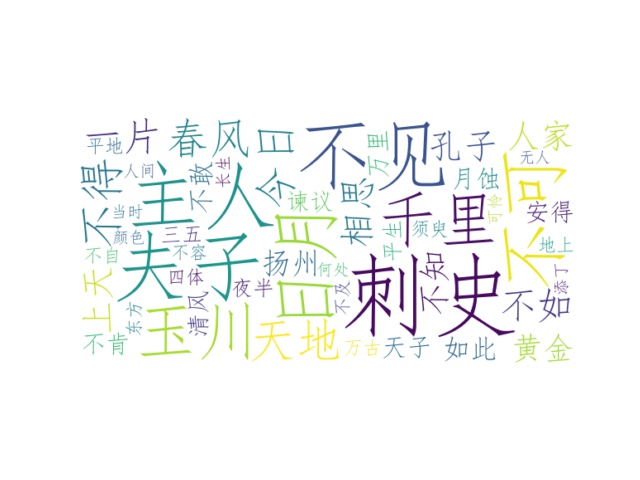 一片
春风
今日
不见
万里
孔子
人家
无人
平地
人间
长生
不得
主人
不敢
谏议
相思
月蚀
千里
不可
可怜
安得
当时
颜色
三五
日月
平生
须臾
地上
夫子
不自
不容
四体
扬州
何处
不及
刺史
不知
不如
添丁
上天
东方
清风
夜半
玉川
不肯
天地
万古
天子
如此
黄金